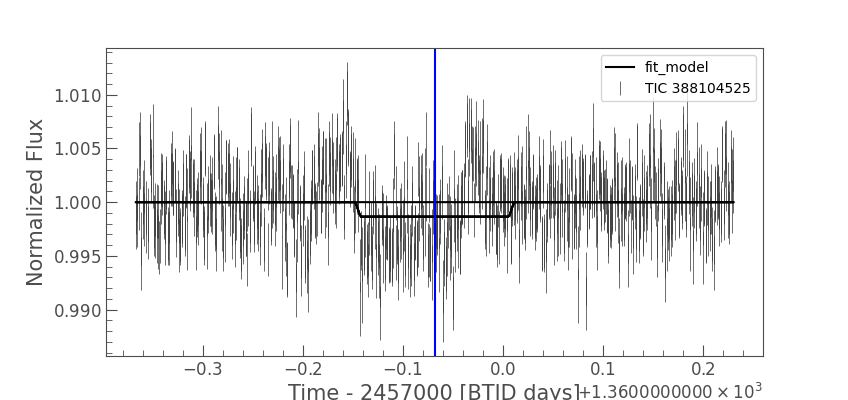 fit_model
TIC 388104525
Normalized Flux
1.010
1.005
1.000
0.995
0.990
−0.3
−0.2
−0.1
0.0
0.1
0.2
Time - 2457000 [BTJD days]
+1.3600000000 × 10³